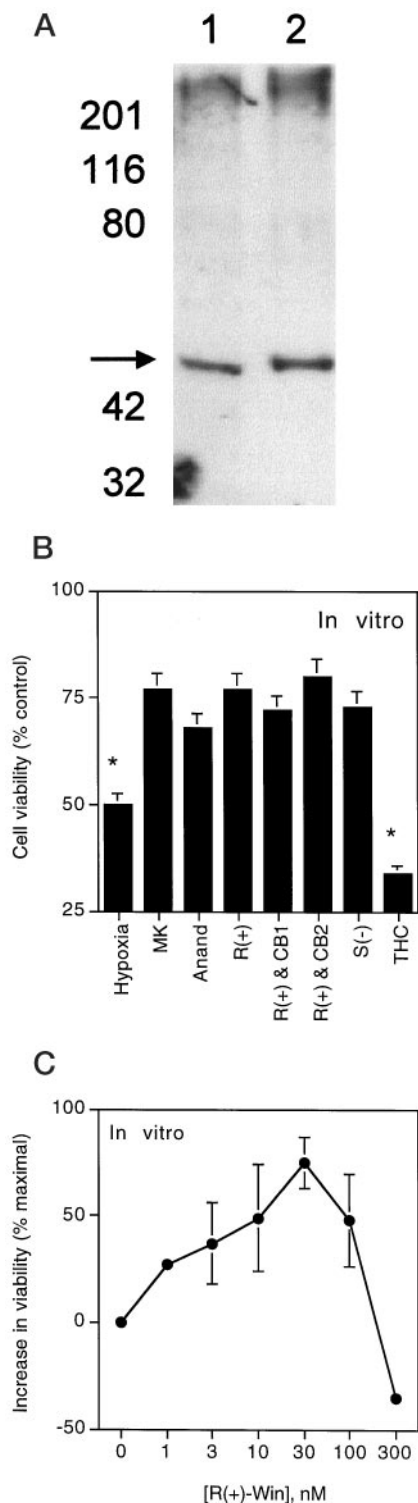 A
1 2
201
116
80
42
32
B
100
75
50
25
Cell viability (% control)
In vitro
*
*
Hypoxia
MK
Anand
R(+)
R(+) & CB1
R(+) & CB2
S(-)
THC
C
100
50
0
-50
Increase in viability (% maximal)
In vitro
0 1 3 10 30 100 300
[R(+)-Win], nM